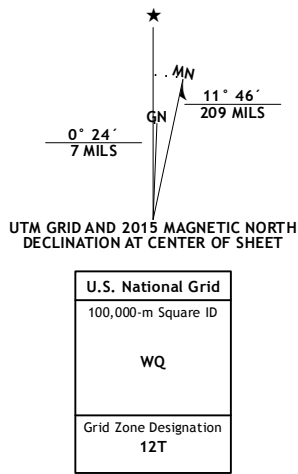 ★
MN
GN
11° 46´
209 MILS
0° 24´
7 MILS
UTM GRID AND 2015 MAGNETIC NORTH
DECLINATION AT CENTER OF SHEET
U.S. National Grid
100,000-m Square ID
WQ
Grid Zone Designation
12T